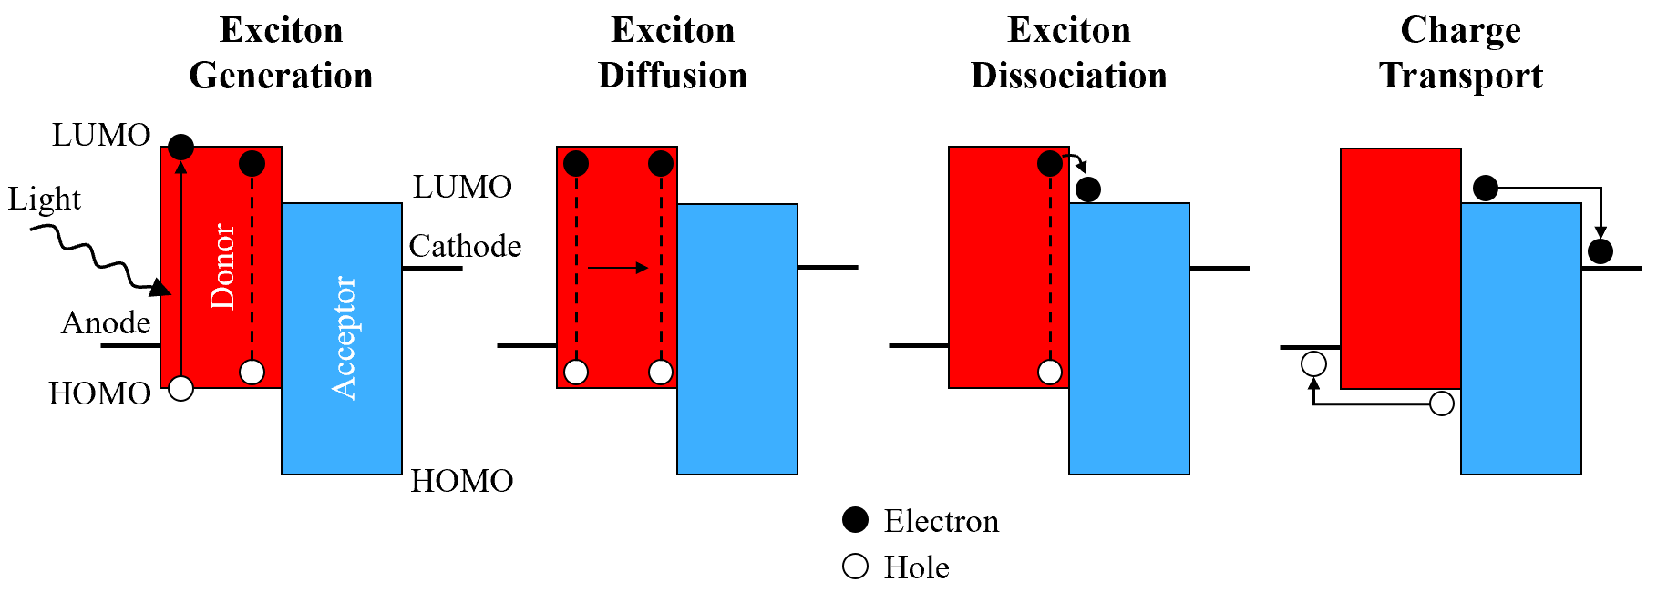 Exciton
Generation
Exciton
Diffusion
Exciton
Dissociation
Charge
Transport
LUMO
Light
Anode
HOMO
Donor
Acceptor
LUMO
Cathode
HOMO
Electron
Hole